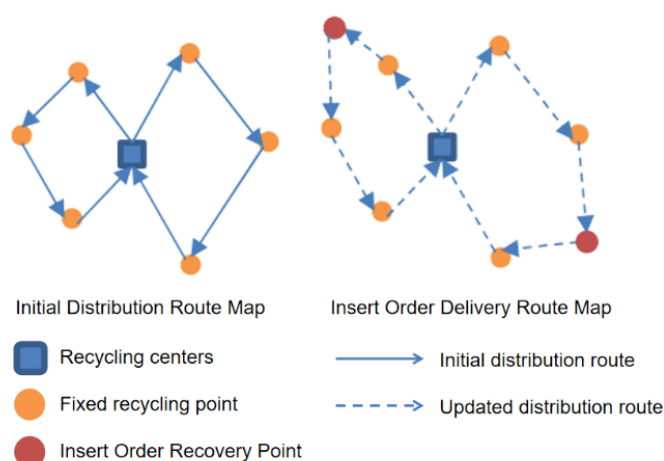 Initial Distribution Route Map
Insert Order Delivery Route Map
Recycling centers
Initial distribution route
Fixed recycling point
Updated distribution route
Insert Order Recovery Point